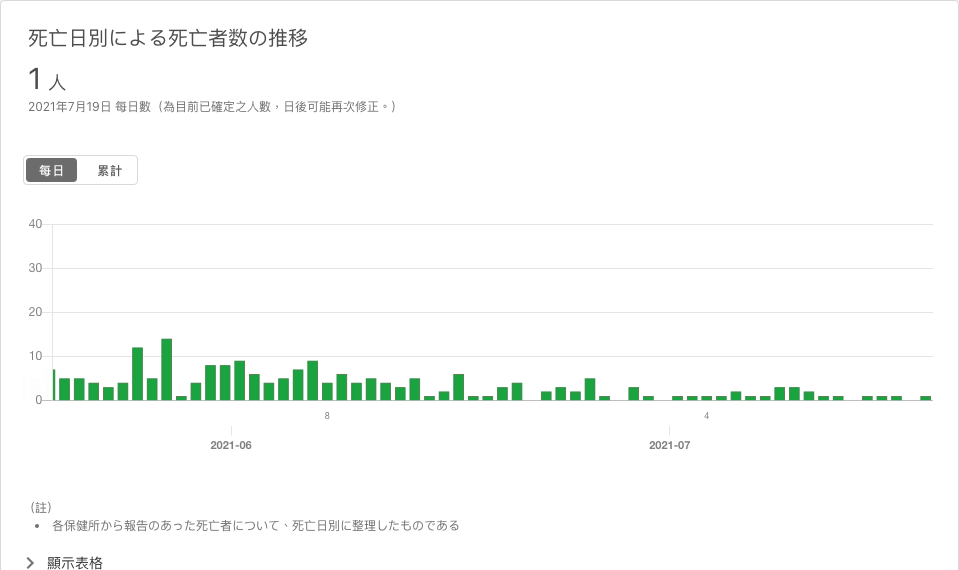 死亡日別による死亡者数の推移
1 人
2021年7月19日 每日數（為目前已確定之人數，日後可能再次修正。）
每日 累計
40
30
20
10
0
8 4
2021-06 2021-07
（註）
• 各保健所から報告のあった死亡者について、死亡日別に整理したものである
顯示表格